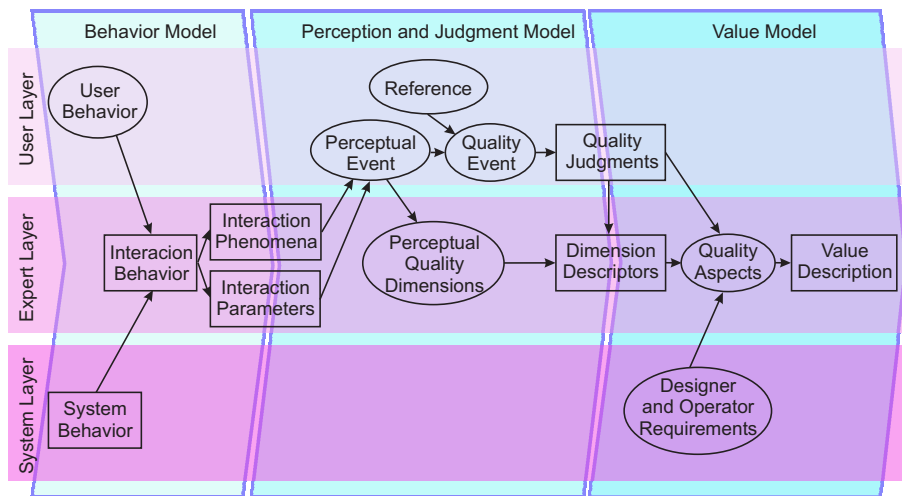 Behavior Model
Perception and Judgment Model
Value Model
User Layer
User
Behavior
Reference
Perceptual
Event
Quality
Event
Quality
Judgments
Expert Layer
Interacion
Behavior
Interaction
Phenomena
Interaction
Parameters
Perceptual
Quality
Dimensions
Dimension
Descriptors
Quality
Aspects
Value
Description
System Layer
System
Behavior
Designer
and Operator
Requirements